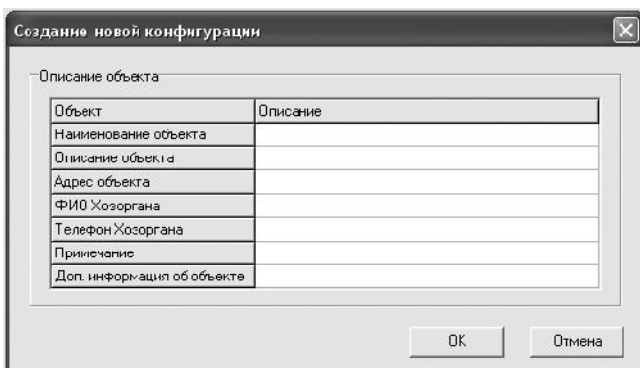 Создание новой конфигурации
Описание объекта
Объект Описание
Наименование объекта
Описание объекта
Адрес объекта
ФИО Хозоргана
Телефон Хозоргана
Примечание
Доп. информация об объекте
OK Отмена